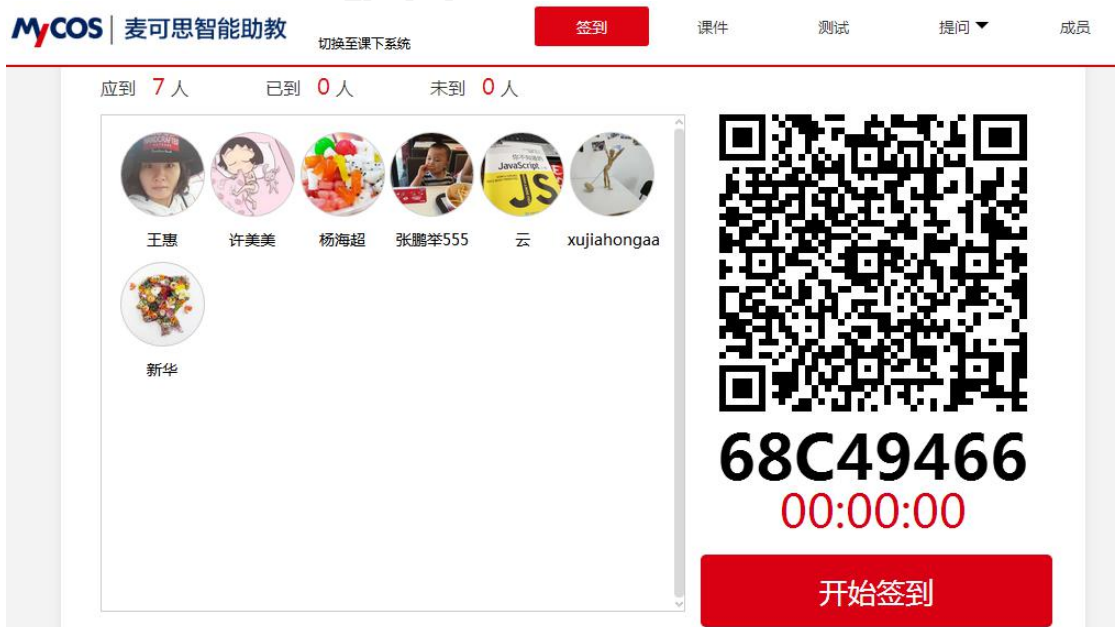 MyCOS 麦可思智能助教 切换至课下系统 签到 课件 测试 提问 成员
应到 7 人 已到 0 人 未到 0 人
JavaScript
JS
王惠 许美美 杨海超 张鹏举555 云 xujiahongaa
新华
68C49466
00:00:00
开始签到